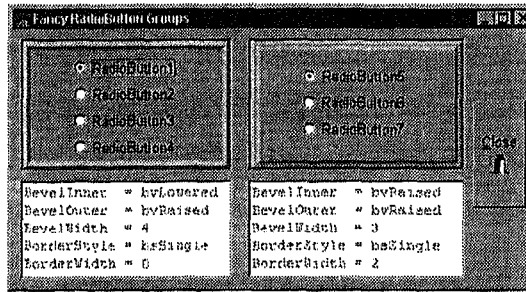 Fancy RadioButton Groups
RadioButton1
RadioButton2
RadioButton3
RadioButton4
RadioButton5
RadioButton6
RadioButton7
Close
BevelInner = bvLowered
BevelOuter = bvRaised
BevelWidth = 4
BorderStyle = bsSingle
BorderWidth = 0
BevelInner = bvRaised
BevelOuter = bvRaised
BevelWidth = 3
BorderStyle = bsSingle
BorderWidth = 2